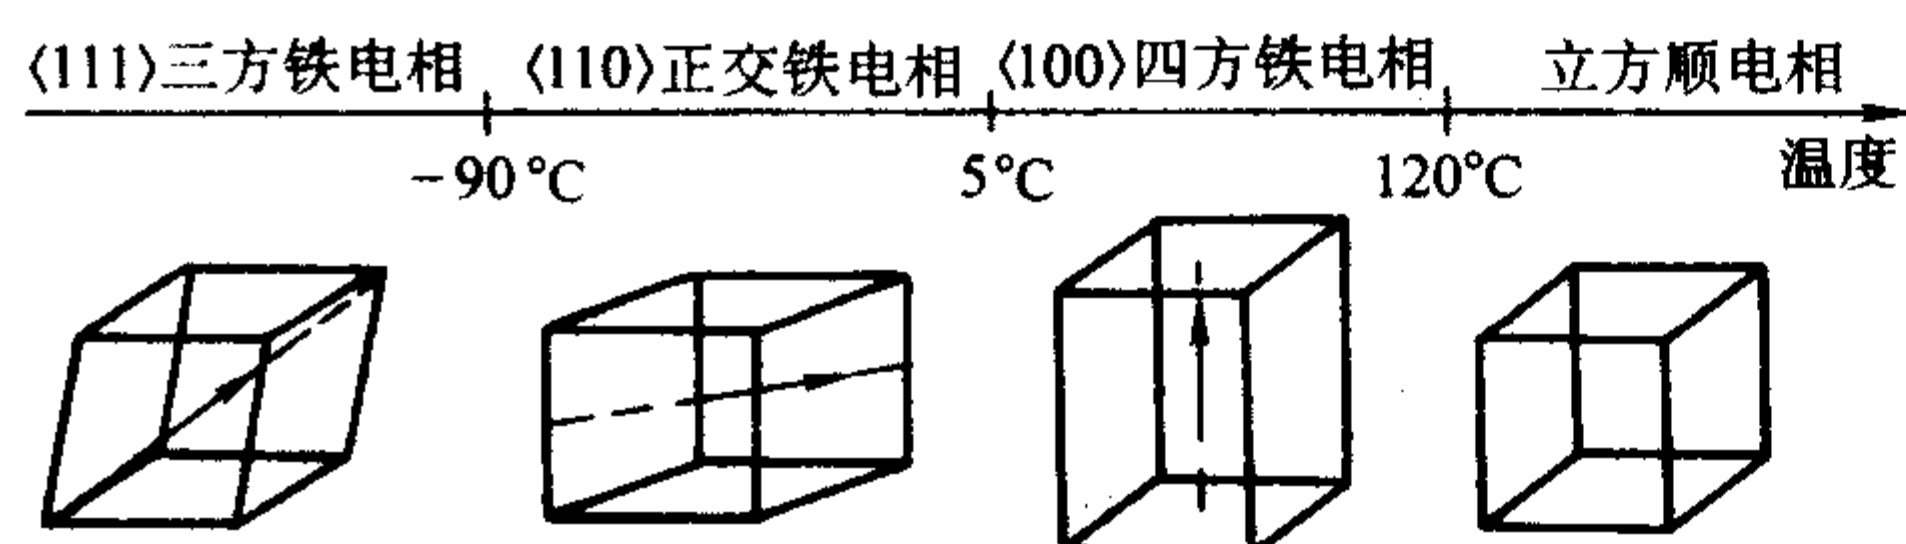 〈111〉三方铁电相 〈110〉正交铁电相 〈100〉四方铁电相 立方顺电相
-90℃ 5℃ 120℃ 温度